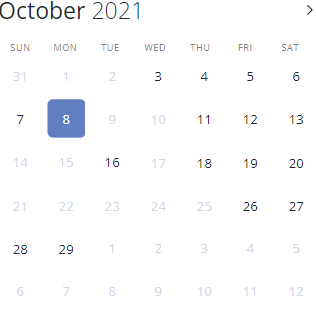 October 2021 >
SUN MON TUE WED THU FRI SAT
31 1 2 3 4 5 6
7 8 9 10 11 12 13
14 15 16 17 18 19 20
21 22 23 24 25 26 27
28 29 1 2 3 4 5
6 7 8 9 10 11 12